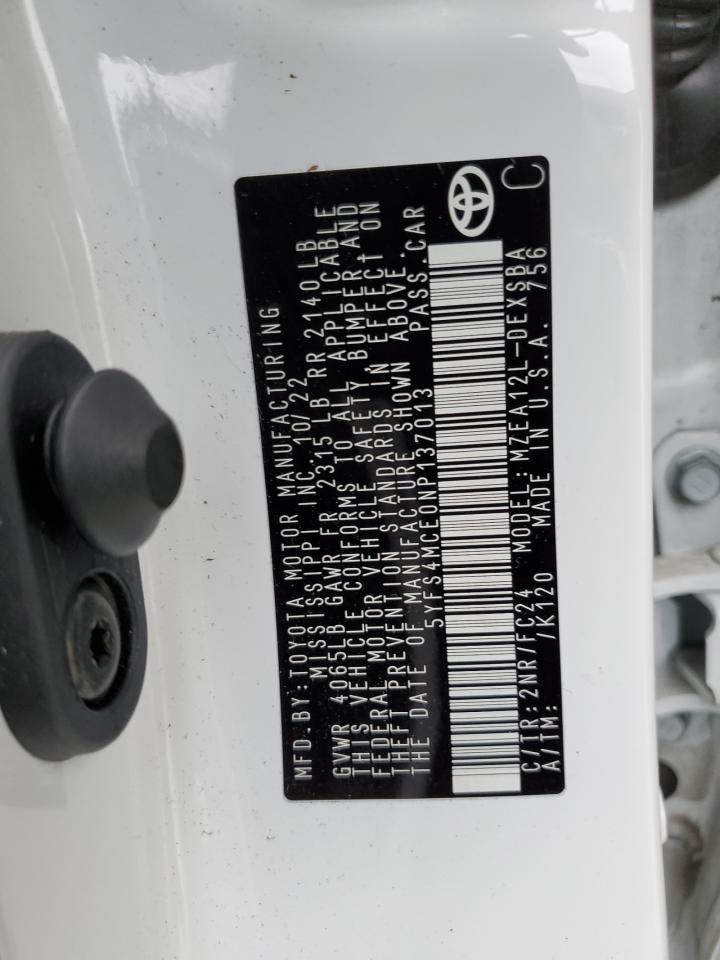 MFD BY:TOYOTA MOTOR MANUFACTURING
MISSISSIPPI INC.10/22
GVWR 4065LB GAWR FR 2315 LB RR 2140LB
THIS VEHICLE CONFORMS TO ALL APPLICABLE
FEDERAL MOTOR VEHICLE SAFETY BUMPER AND
THEFT PREVENTION STANDARDS IN EFFECT ON
THE DATE OF MANUFACTURE SHOWN ABOVE.
5YFS4MCE0NP137013 PASS.CAR
C/TR:2NR/FC24 MODEL:MZEA12L-DEXSBA
A/TM: /K120 MADE IN U.S.A. 756
C